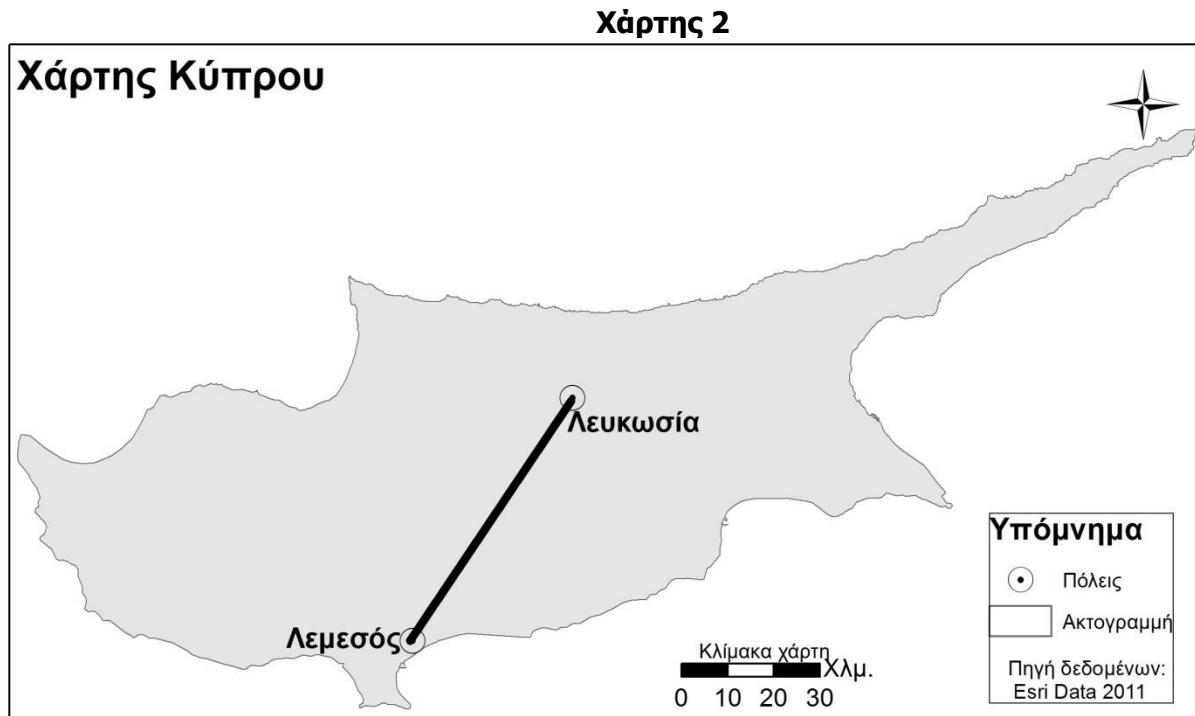 Χάρτης 2
Χάρτης Κύπρου
Λευκωσία
Λεμεσός
Κλίμακα χάρτη
Χλμ.
0 10 20 30
Υπόμνημα
Πόλεις
Ακτογραμμή
Πηγή δεδομένων:
Esri Data 2011